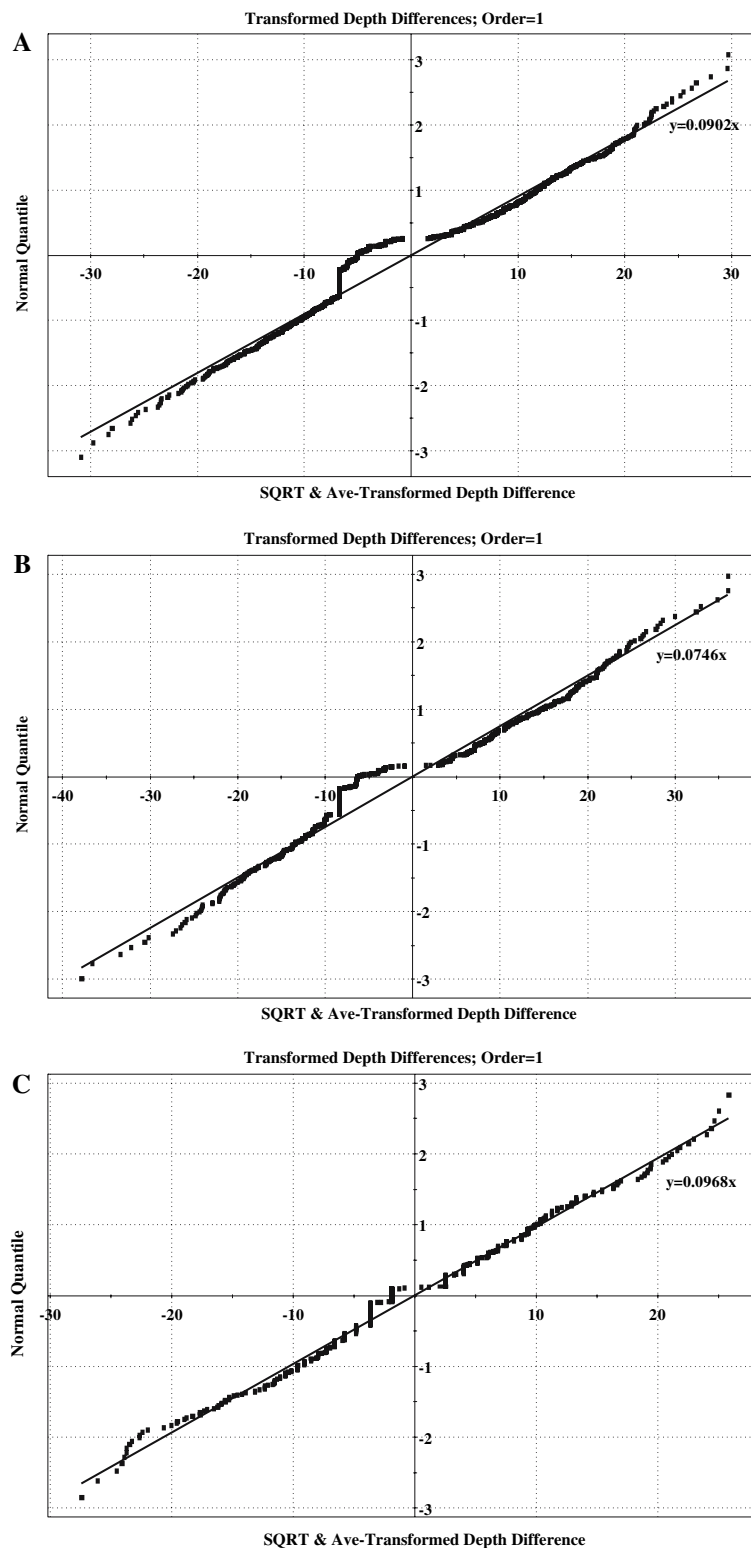 A
Transformed Depth Differences; Order=1
3
2
y=0.0902x
1
Normal Quantile
-30 -20 -10 0 10 20 30
-1
-2
-3
SQRT & Ave-Transformed Depth Difference
B
Transformed Depth Differences; Order=1
3
2
y=0.0746x
1
Normal Quantile
-40 -30 -20 -10 0 10 20 30
-1
-2
-3
SQRT & Ave-Transformed Depth Difference
C
Transformed Depth Differences; Order=1
3
2
y=0.0968x
1
Normal Quantile
-30 -20 -10 0 10 20
-1
-2
-3
SQRT & Ave-Transformed Depth Difference